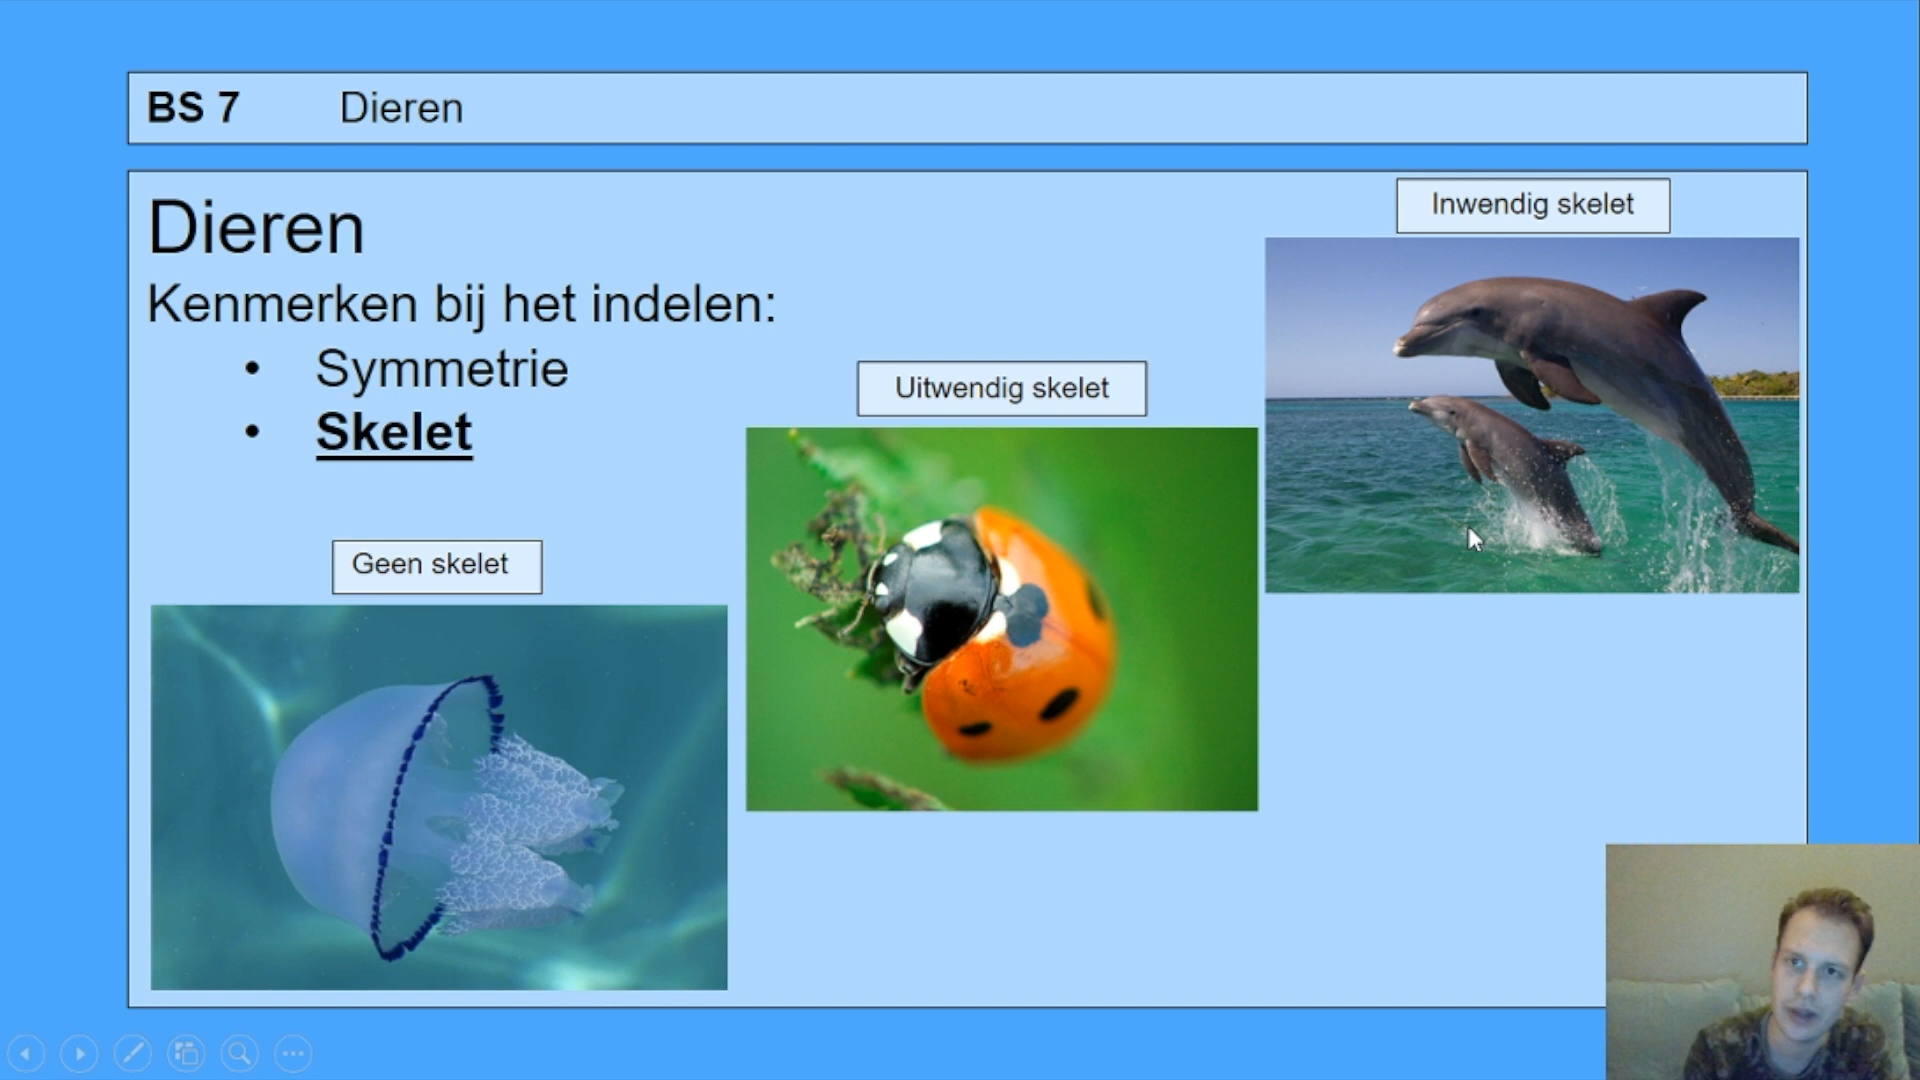 BS 7 Dieren
Dieren
Kenmerken bij het indelen:
• Symmetrie
• Skelet
Geen skelet
Uitwendig skelet
Inwendig skelet